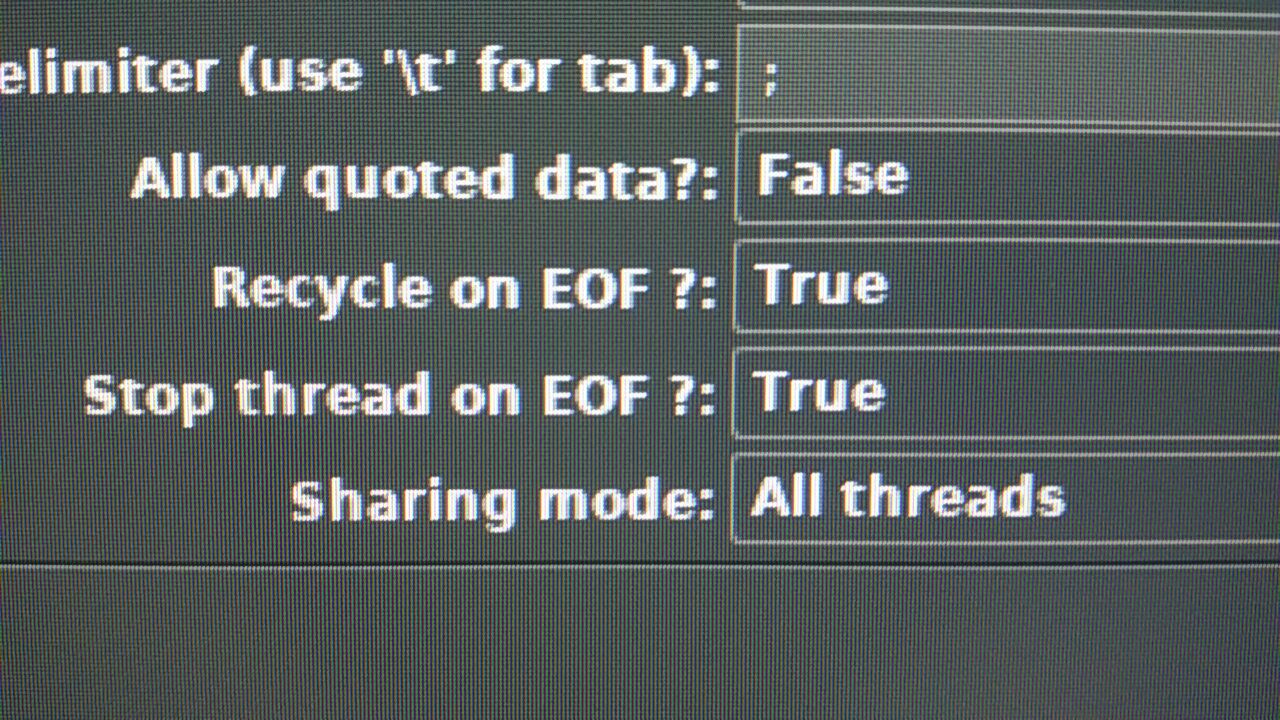 elimiter (use '\t' for tab): ;
Allow quoted data?: False
Recycle on EOF ?: True
Stop thread on EOF ?: True
Sharing mode: All threads